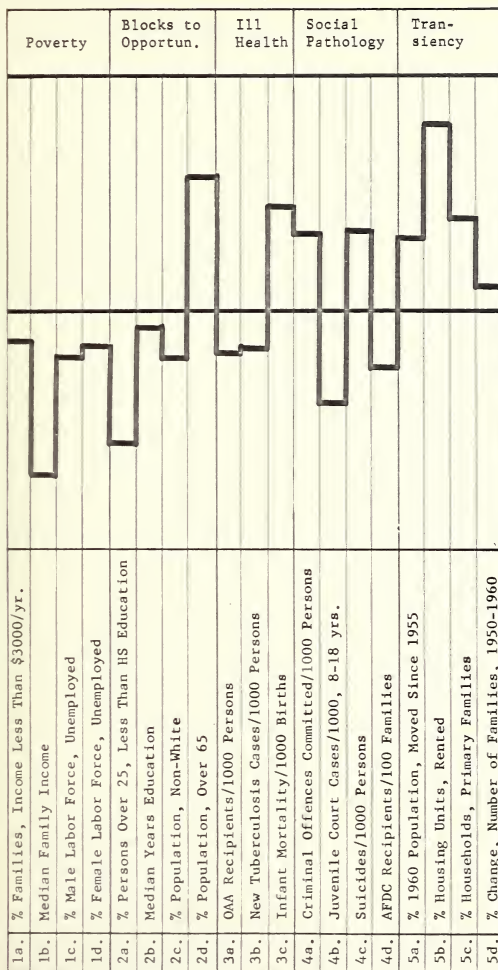 Poverty
Blocks to
Opportun.
Ill
Health
Social
Pathology
Tran-
siency
1a. % Families, Income Less Than $3000/yr.
1b. Median Family Income
1c. % Male Labor Force, Unemployed
1d. % Female Labor Force, Unemployed
2a. % Persons Over 25, Less Than HS Education
2b. Median Years Education
2c. % Population, Non-White
2d. % Population, Over 65
3a. OAA Recipients/1000 Persons
3b. New Tuberculosis Cases/1000 Persons
3c. Infant Mortality/1000 Births
4a. Criminal Offences Committed/1000 Persons
4b. Juvenile Court Cases/1000, 8-18 yrs.
4c. Suicides/1000 Persons
4d. AFDC Recipients/100 Families
5a. % 1960 Population, Moved Since 1955
5b. % Housing Units, Rented
5c. % Households, Primary Families
5d. % Change, Number of Families, 1950-1960